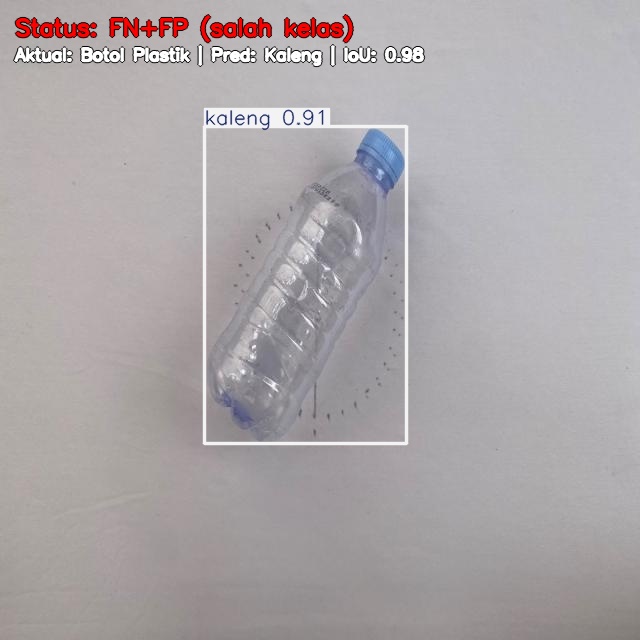 Status: FN+FP (salah kelas)
Aktual: Botol Plastik | Pred: Kaleng | IoU: 0.98
kaleng 0.91